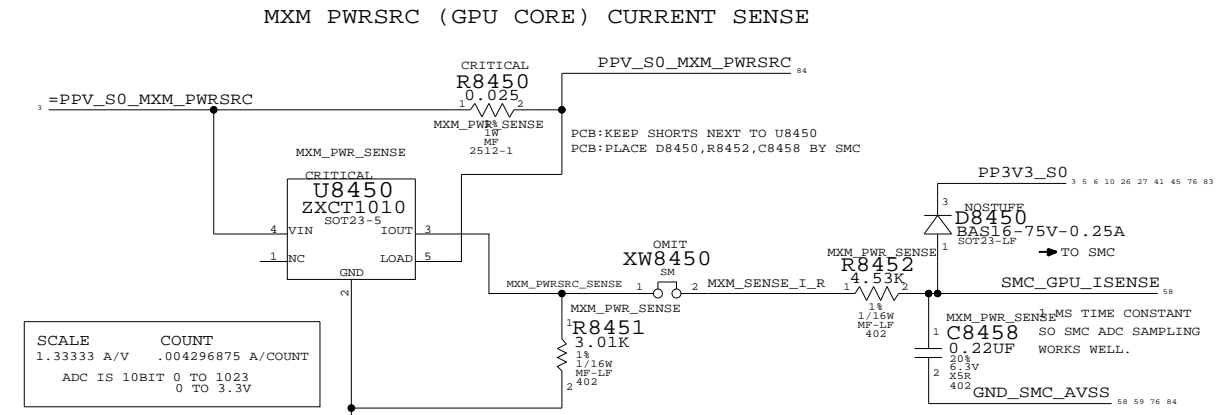 MXM PWRSRC (GPU CORE) CURRENT SENSE
PPV_S0_MXM_PWRSRC 84
CRITICAL
R8450
0.025
1 2
3 =PPV_S0_MXM_PWRSRC
MXM_PWR_SENSE
1%
1W
MF
2512-1
PCB:KEEP SHORTS NEXT TO U8450
PCB:PLACE D8450,R8452,C8458 BY SMC
MXM_PWR_SENSE
CRITICAL
U8450
ZXCT1010
SOT23-5
4 VIN IOUT 3
1 NC LOAD 5
GND
2
PP3V3_S0 3 5 6 10 26 27 41 45 76 83
3
NOSTUFF
D8450
BAS16-75V-0.25A
SOT23-LF
1
TO SMC
OMIT
XW8450
SM
MXM_PWRSRC_SENSE 1 2 MXM_SENSE_I_R
MXM_PWR_SENSE
R8452
4.53K
1 2
1%
1/16W
MF-LF
402
SMC_GPU_ISENSE 58
MXM_PWR_SENSE
1
R8451
3.01K
1%
1/16W
MF-LF
402
2
MXM_PWR_SENSE
1
C8458
0.22UF
20%
6.3V
X5R
402
2
1 MS TIME CONSTANT
SO SMC ADC SAMPLING
WORKS WELL.
GND_SMC_AVSS 58 59 76 84
SCALE COUNT
1.33333 A/V .004296875 A/COUNT
ADC IS 10BIT 0 TO 1023
0 TO 3.3V